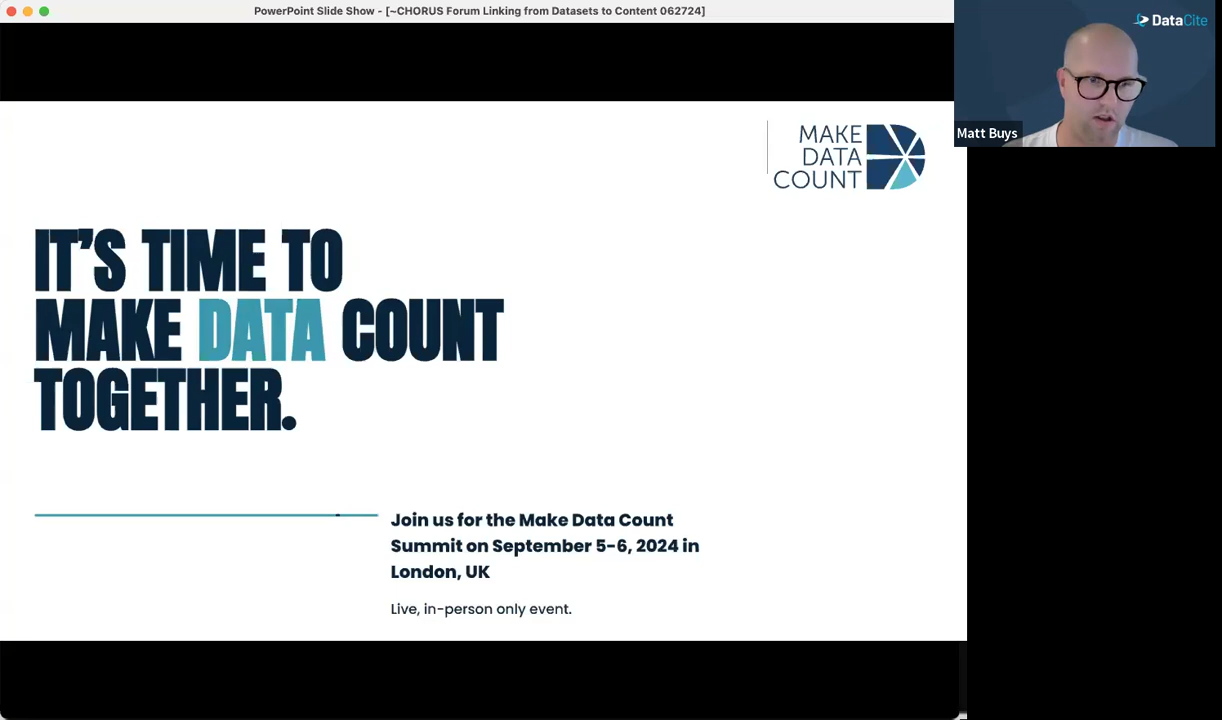 PowerPoint Slide Show - [~CHORUS Forum Linking from Datasets to Content 062724]
DataCite
Matt Buys
MAKE
DATA
COUNT
IT’S TIME TO
MAKE DATA COUNT
TOGETHER.
Join us for the Make Data Count
Summit on September 5-6, 2024 in
London, UK
Live, in-person only event.